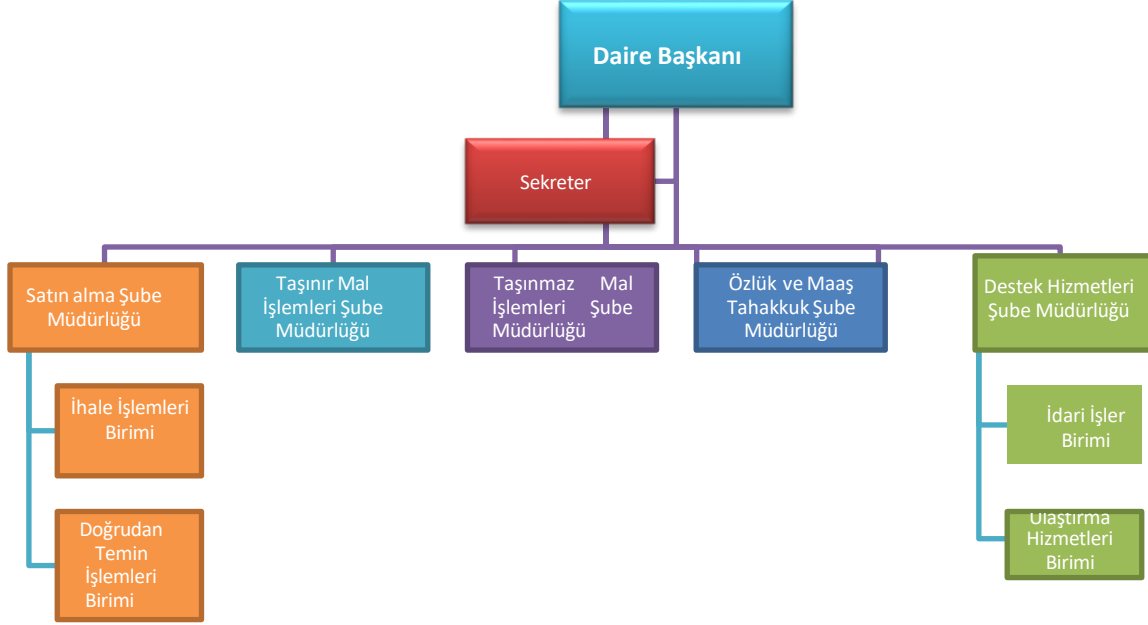 Daire Başkanı
Sekreter
Satın alma Şube
Müdürlüğü
Taşınır Mal
İşlemleri Şube
Müdürlüğü
Taşınmaz Mal
İşlemleri Şube
Müdürlüğü
Özlük ve Maaş
Tahakkuk Şube
Müdürlüğü
Destek Hizmetleri
Şube Müdürlüğü
İhale İşlemleri
Birimi
Doğrudan
Temin
İşlemleri
Birimi
İdari İşler
Birimi
Ulaştırma
Hizmetleri
Birimi